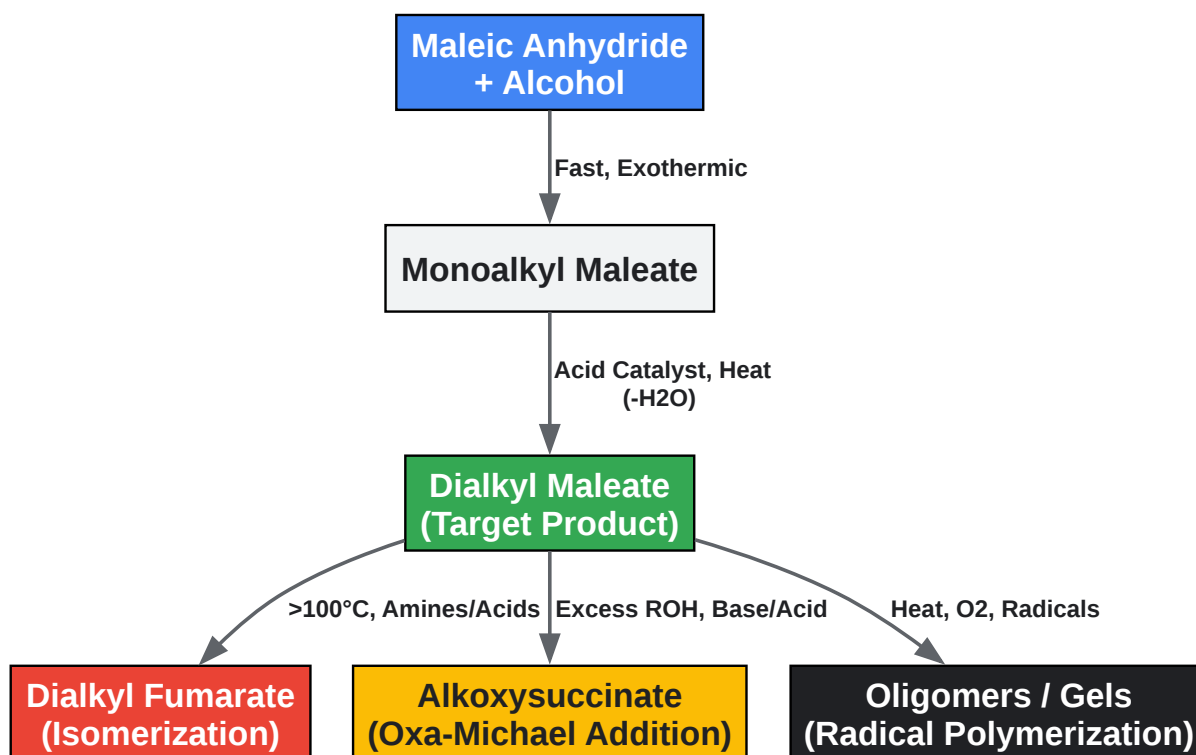 Maleic Anhydride
+ Alcohol
Fast, Exothermic
Monoalkyl Maleate
Acid Catalyst, Heat
(-H2O)
Dialkyl Maleate
(Target Product)
>100°C, Amines/Acids
Excess ROH, Base/Acid
Heat, O2, Radicals
Dialkyl Fumarate
(Isomerization)
Alkoxysuccinate
(Oxa-Michael Addition)
Oligomers / Gels
(Radical Polymerization)